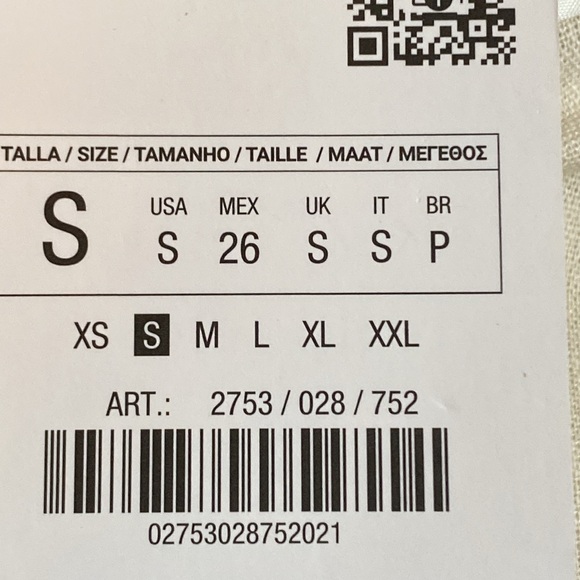 TALLA / SIZE / TAMANHO / TAILLE / MAAT / ΜΕΓΕΘΟΣ
USA MEX UK IT BR
S S 26 S S P
XS S M L XL XXL
ART.: 2753 / 028 / 752
02753028752021